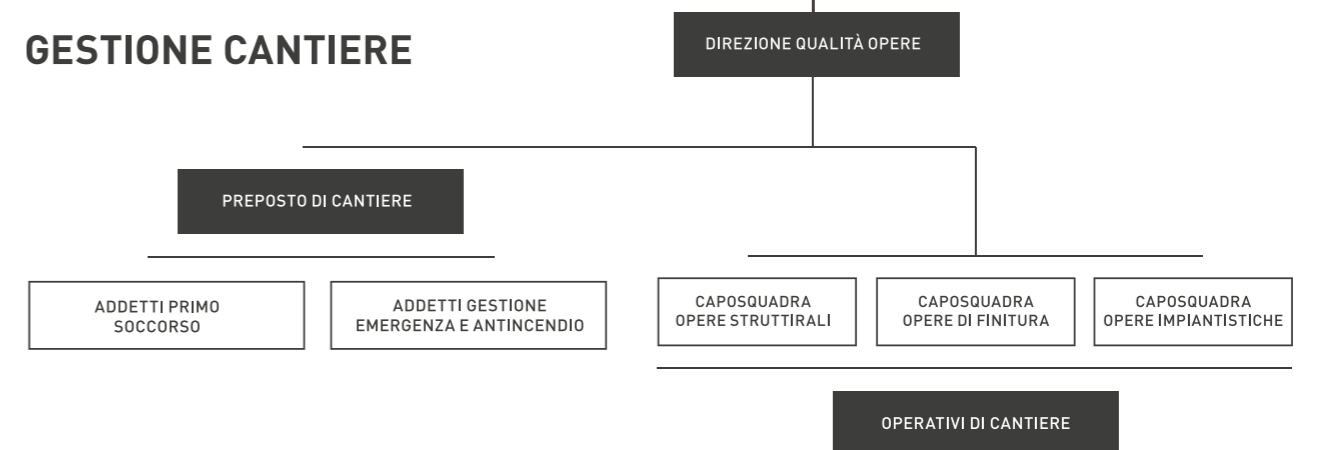 GESTIONE CANTIERE
DIREZIONE QUALITÀ OPERE
PREPOSTO DI CANTIERE
ADDETTI PRIMO
SOCCORSO
ADDETTI GESTIONE
EMERGENZA E ANTINCENDIO
CAPOSQUADRA
OPERE STRUTTIRALI
CAPOSQUADRA
OPERE DI FINITURA
CAPOSQUADRA
OPERE IMPIANTISTICHE
OPERATIVI DI CANTIERE